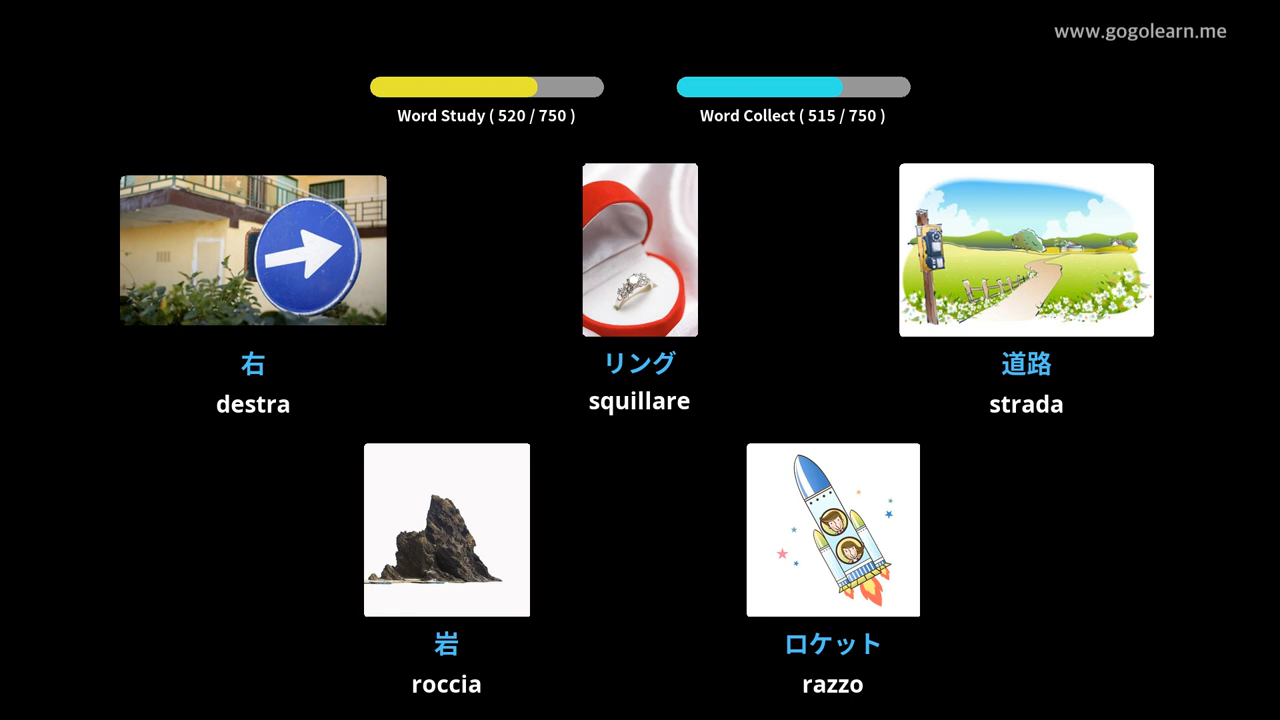 www.gogolearn.me
Word Study ( 520 / 750 )
Word Collect ( 515 / 750 )
右
destra
リング
squillare
道路
strada
岩
roccia
ロケット
razzo